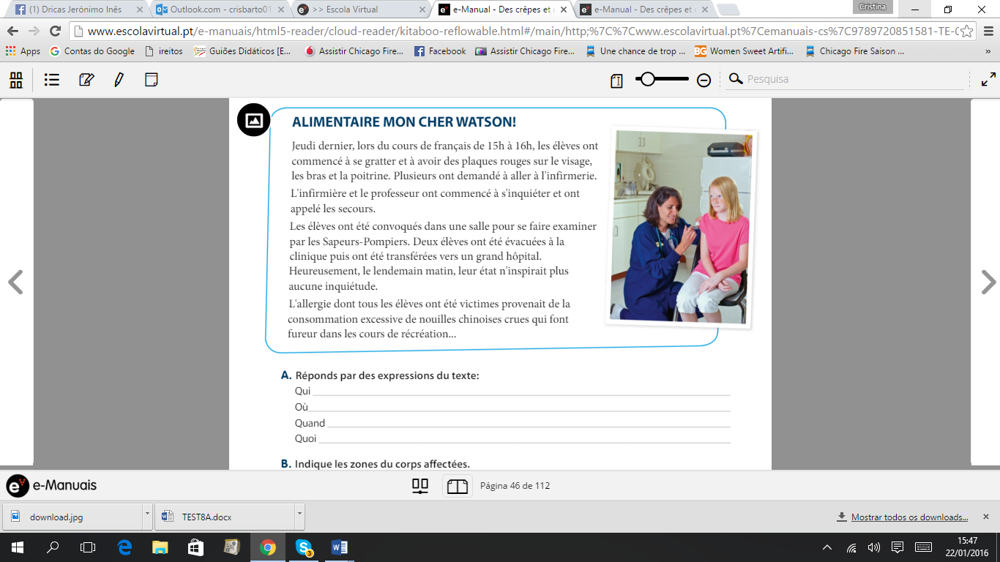 (1) Dricas Jerónimo Inês
Outlook.com - crisbarto01
>> Escola Virtual
e-Manual - Des crêpes et
e-Manual - Des crêpes et
Cristina
www.escolavirtual.pt/e-manuais/html5-reader/cloud-reader/kitaboo-reflowable.html#/main/http;%7C%7Cwww.escolavirtual.pt%7Cemanuais-cs%7C9789720851581-TE-0
Apps
Contas do Google
ireitos
Guiões Didáticos [E...
Assistir Chicago Fire...
Facebook
Assistir Chicago Fire...
Une chance de trop ...
BG Women Sweet Artifi...
Chicago Fire Saison ...
»
Pesquisa
ALIMENTAIRE MON CHER WATSON!
Jeudi dernier, lors du cours de français de 15h à 16h, les élèves ont
commencé à se gratter et à avoir des plaques rouges sur le visage,
les bras et la poitrine. Plusieurs ont demandé à aller à l'infirmerie.
L'infirmière et le professeur ont commencé à s'inquiéter et ont
appelé les secours.
Les élèves ont été convoqués dans une salle pour se faire examiner
par les Sapeurs-Pompiers. Deux élèves ont été évacuées à la
clinique puis ont été transférées vers un grand hôpital.
Heureusement, le lendemain matin, leur état n'inspirait plus
aucune inquiétude.
L'allergie dont tous les élèves ont été victimes provenait de la
consommation excessive de nouilles chinoises crues qui font
fureur dans les cours de récréation...
A. Réponds par des expressions du texte:
Qui
Où
Quand
Quoi
B. Indique les zones du corps affectées.
e-Manuais
Página 46 de 112
download.jpg
TEST8A.docx
Mostrar todos os downloads...
3
15:47
22/01/2016